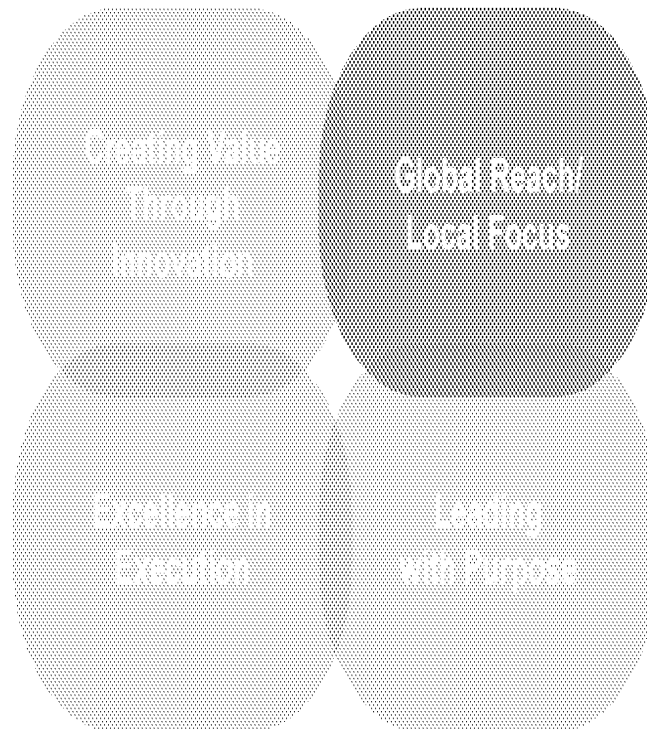 Creating Value
Through
Innovation
Global Reach/
Local Focus
Excellence in
Execution
Leading
with Purpose